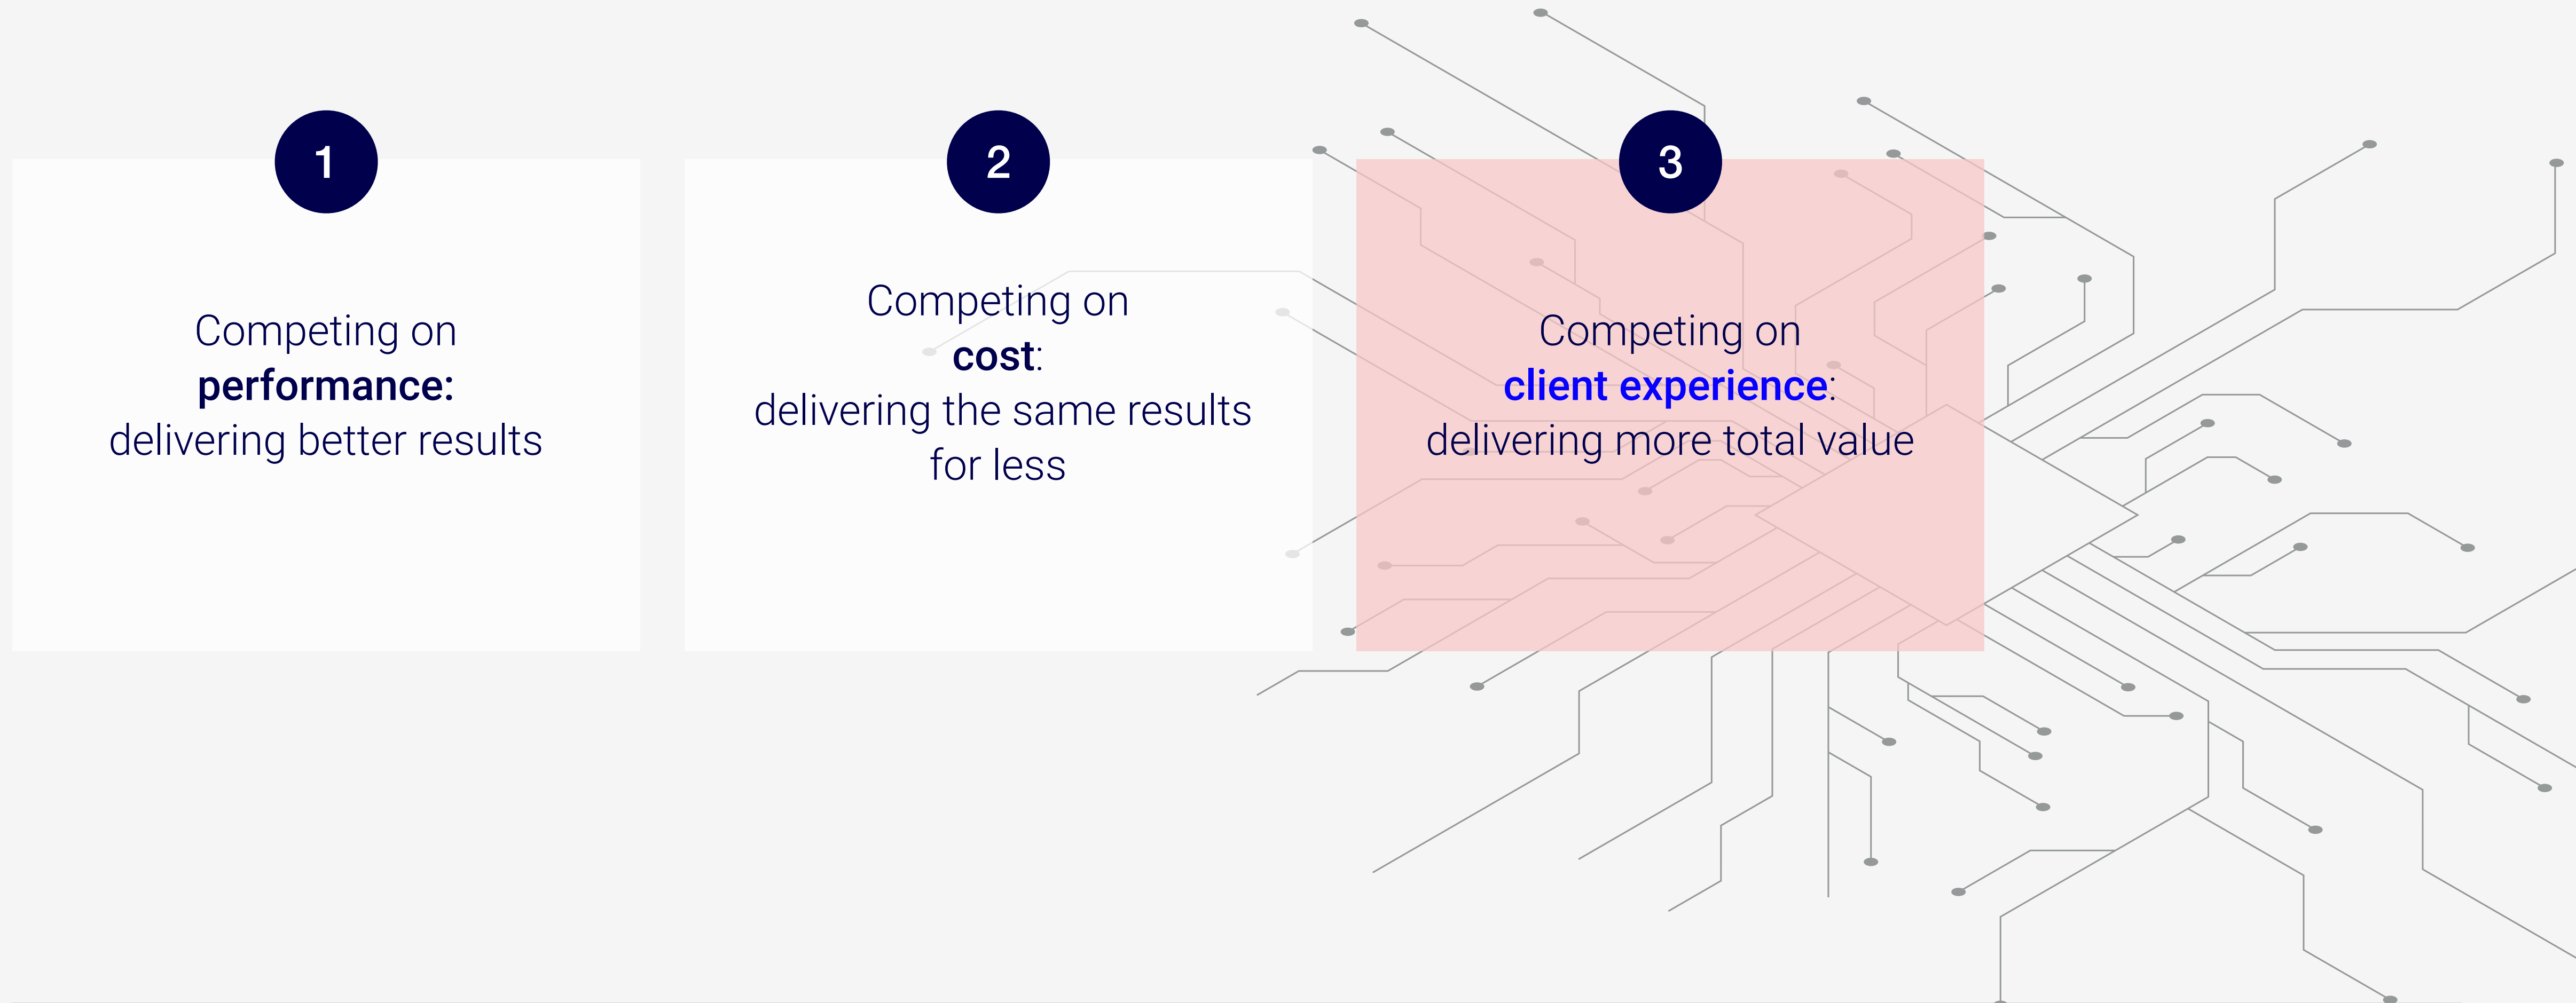 1
Competing on
performance:
delivering better results
2
Competing on
cost:
delivering the same results
for less
3
Competing on
client experience:
delivering more total value